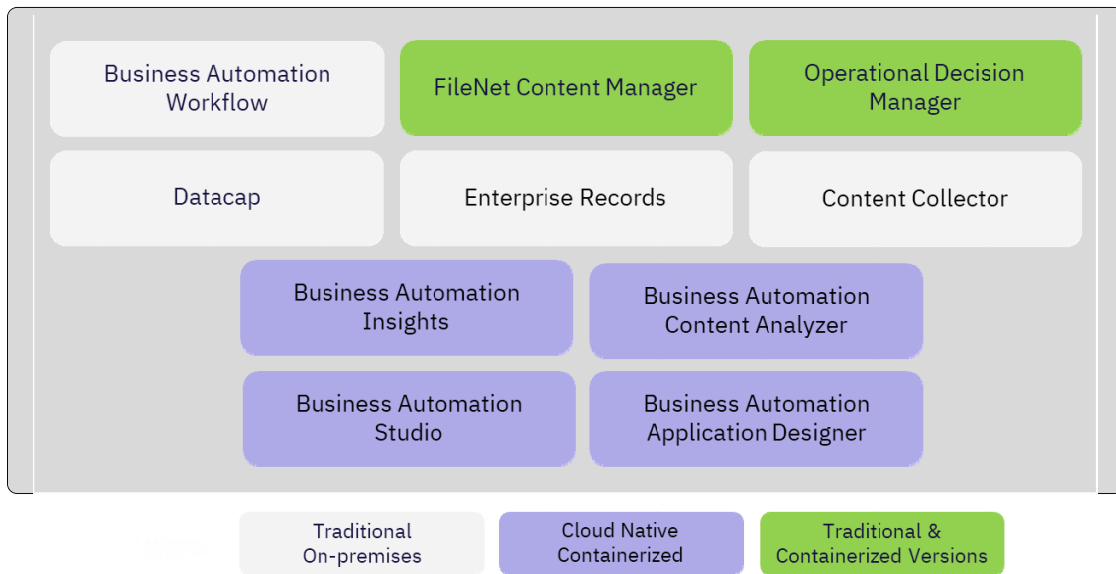 Business Automation
Workflow
FileNet Content Manager
Operational Decision
Manager
Datacap
Enterprise Records
Content Collector
Business Automation
Insights
Business Automation
Content Analyzer
Business Automation
Studio
Business Automation
Application Designer
Traditional
On-premises
Cloud Native
Containerized
Traditional &
Containerized Versions